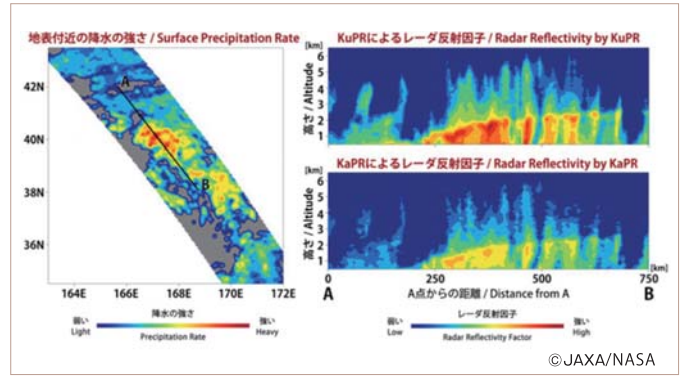 地表付近の降水の強さ / Surface Precipitation Rate
42N
40N
38N
36N
A
B
164E 166E 168E 170E 172E
降水の強さ
弱い 強い
Light Heavy
Precipitation Rate
KuPRによるレーダ反射因子 / Radar Reflectivity by KuPR
[km]
6
5
4
3
2
1
高さ / Altitude
KaPRによるレーダ反射因子 / Radar Reflectivity by KaPR
[km]
6
5
4
3
2
1
高さ / Altitude
0 250 500 750 [km]
A A点からの距離 / Distance from A B
レーダ反射因子
弱い 強い
Low High
Radar Reflectivity Factor
©JAXA/NASA